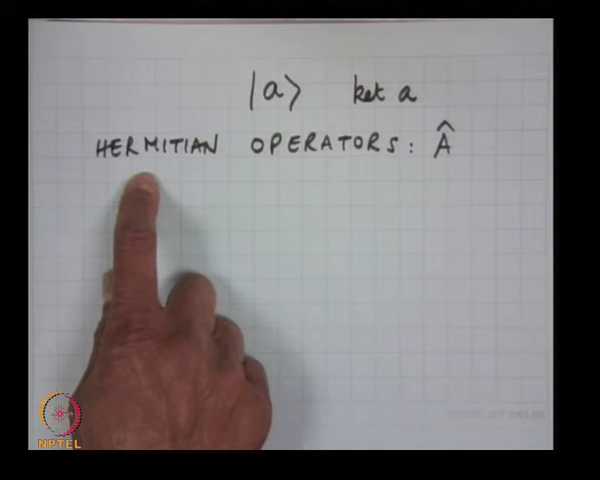 |a⟩ ket a
HERMITIAN OPERATORS: Â
NPTEL